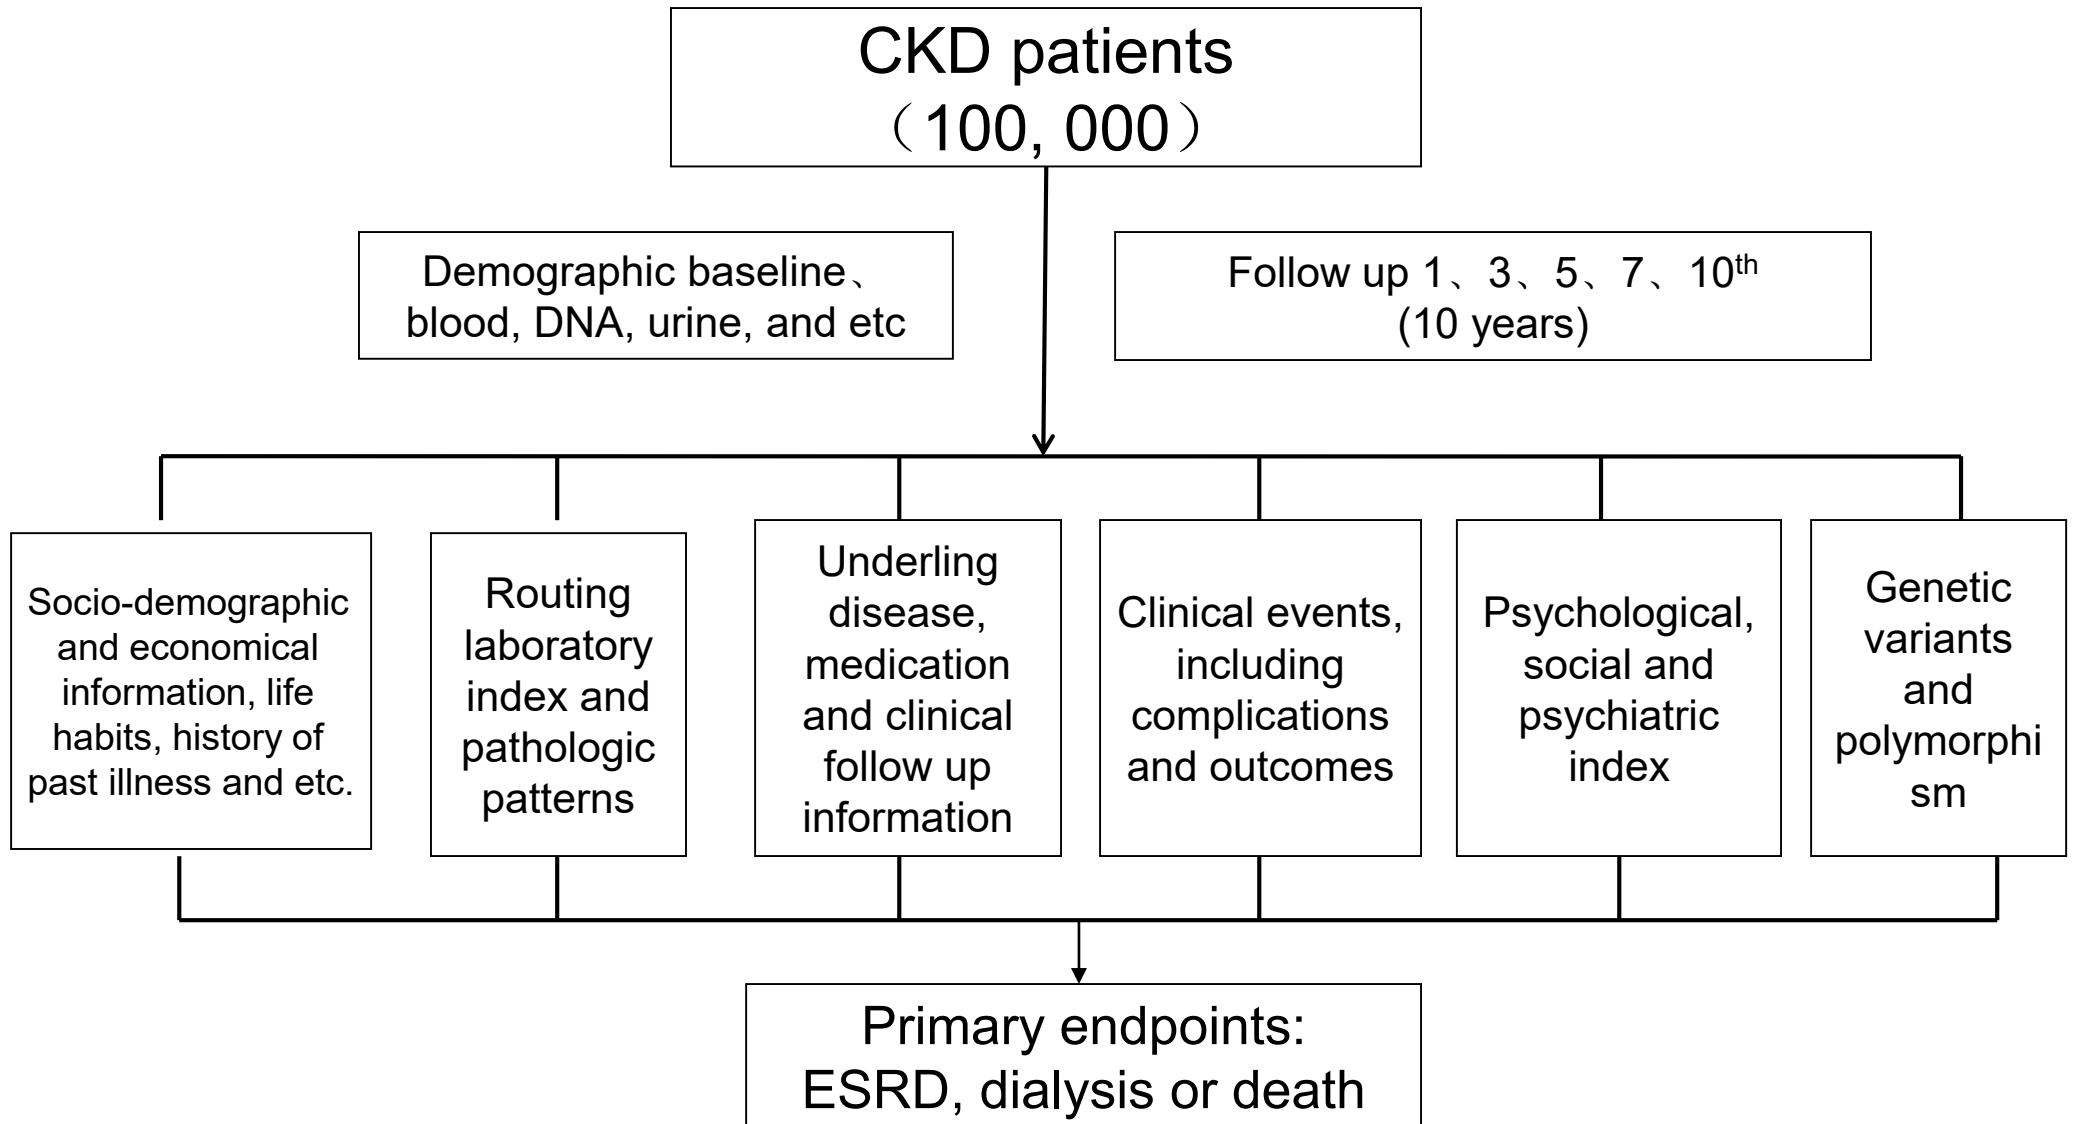 CKD patients
（100, 000）
Demographic baseline、
blood, DNA, urine, and etc
Follow up 1、3、5、7、10th
(10 years)
Socio-demographic
and economical
information, life
habits, history of
past illness and etc.
Routing
laboratory
index and
pathologic
patterns
Underling
disease,
medication
and clinical
follow up
information
Clinical events,
including
complications
and outcomes
Psychological,
social and
psychiatric
index
Genetic
variants
and
polymorphi
sm
Primary endpoints:
ESRD, dialysis or death